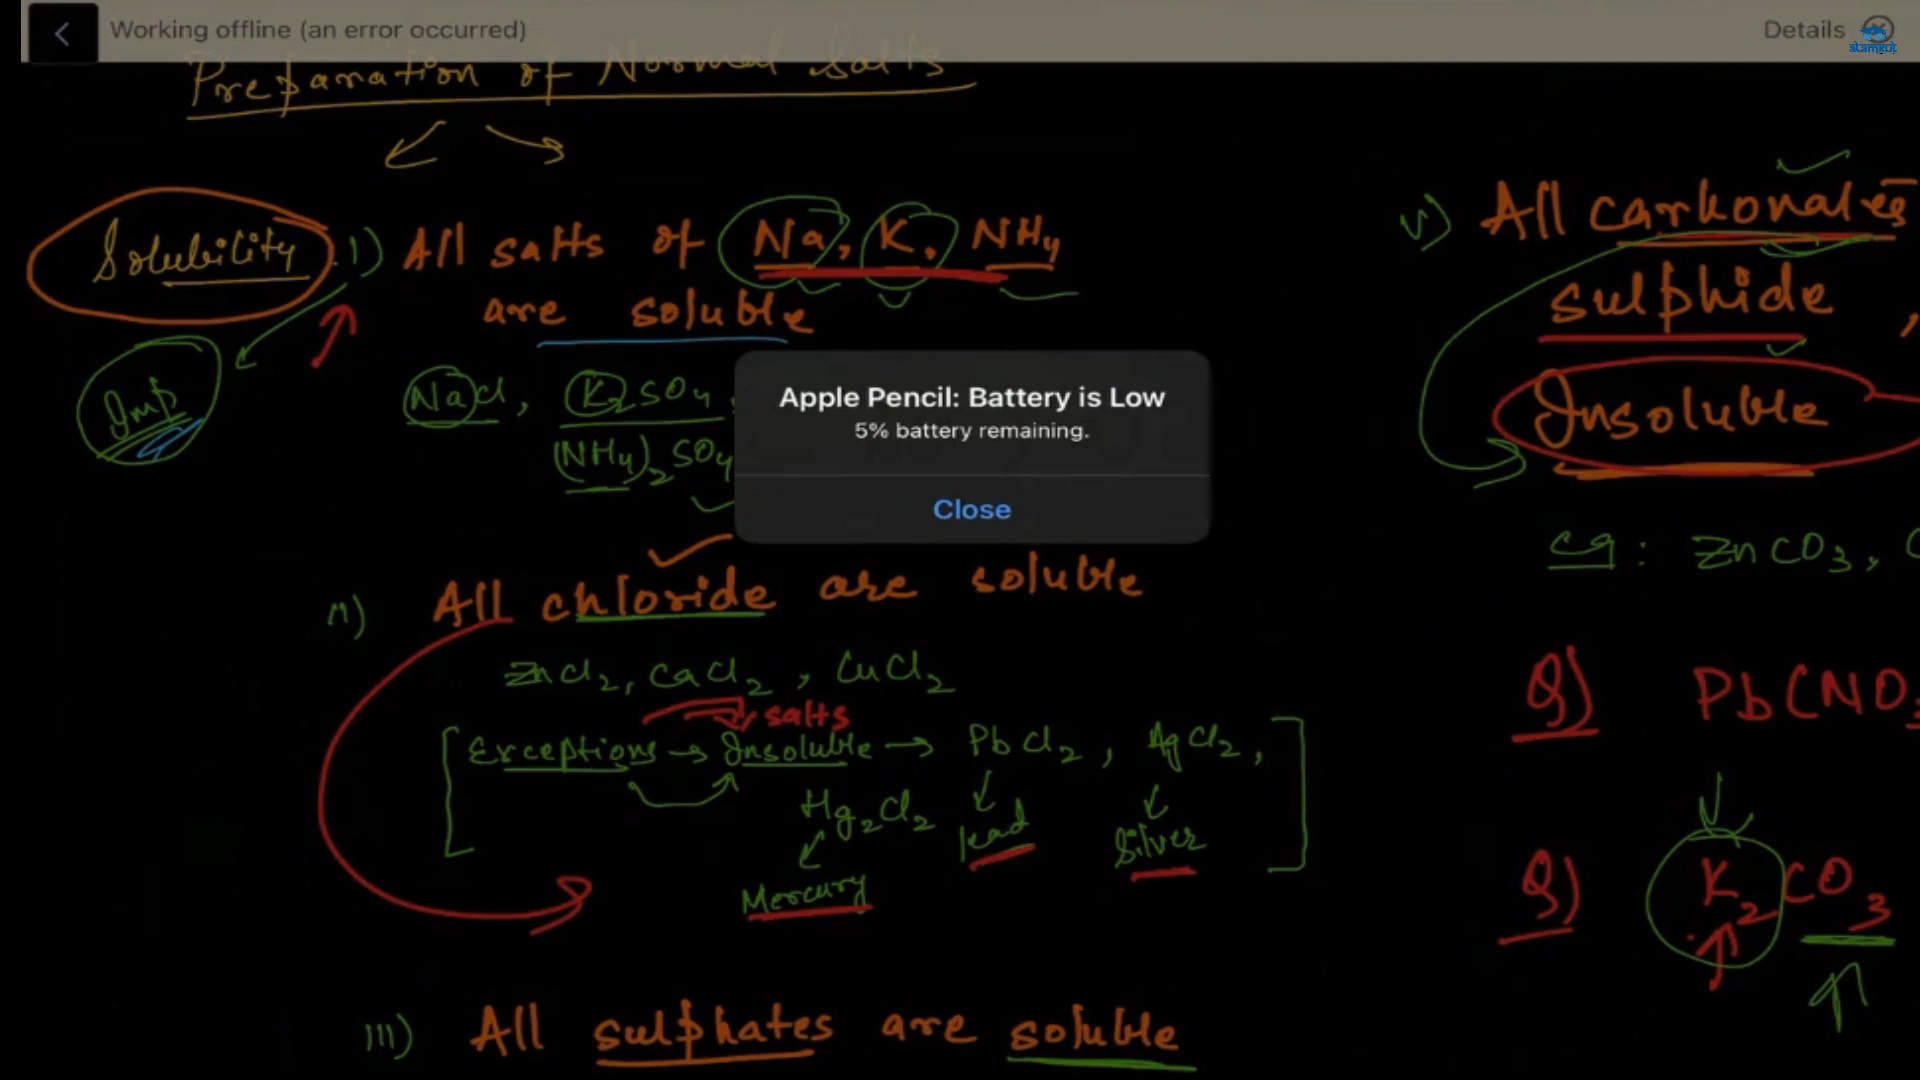 Working offline (an error occurred)
Details
alamkot
Preparation of Normal Salts
Solubility
Imp
I) All salts of Na, K, NH4
are soluble
NaCl, K2SO4
(NH4)2SO4
Apple Pencil: Battery is Low
5% battery remaining.
Close
II) All chloride are soluble
ZnCl2, CaCl2, CuCl2
salts
[Exceptions → Insoluble → PbCl2, AgCl2,]
Hg2Cl2 lead Silver
Mercury
III) All sulphates are soluble
v) All carbonates
sulphide,
Insoluble
eg: ZnCO3,
Q) Pb(NO3
Q) K2CO3